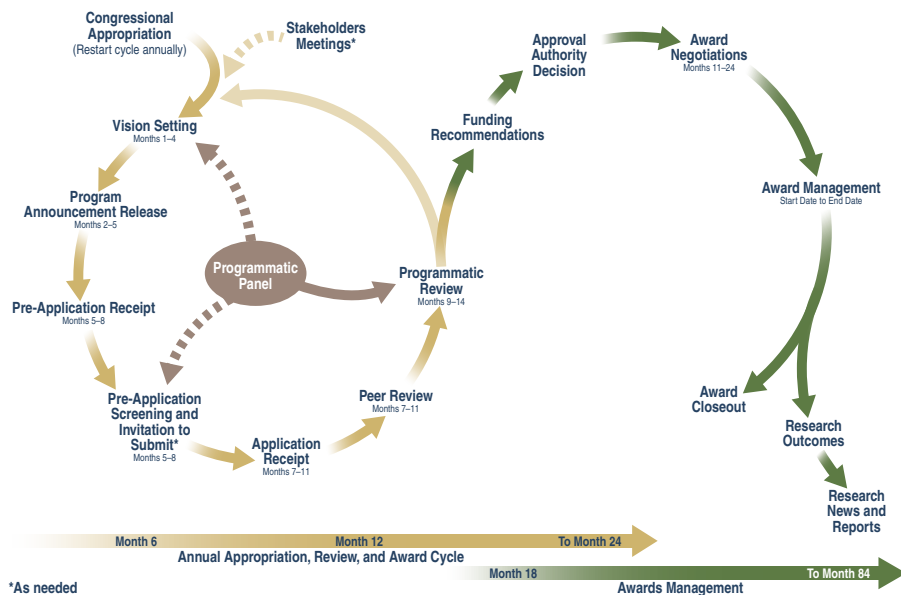 Congressional
Appropriation
(Restart cycle annually)
Stakeholders
Meetings*
Vision Setting
Months 1–4
Program
Announcement Release
Months 2–5
Pre-Application Receipt
Months 5–8
Pre-Application
Screening and
Invitation to
Submit*
Months 5–8
Application
Receipt
Months 7–11
Peer Review
Months 7–11
Programmatic
Review
Months 9–14
Programmatic
Panel
Funding
Recommendations
Approval
Authority
Decision
Award
Negotiations
Months 11–24
Award Management
Start Date to End Date
Award
Closeout
Research
Outcomes
Research
News and
Reports
Month 6
Month 12
To Month 24
Annual Appropriation, Review, and Award Cycle
Month 18
To Month 84
Awards Management
*As needed